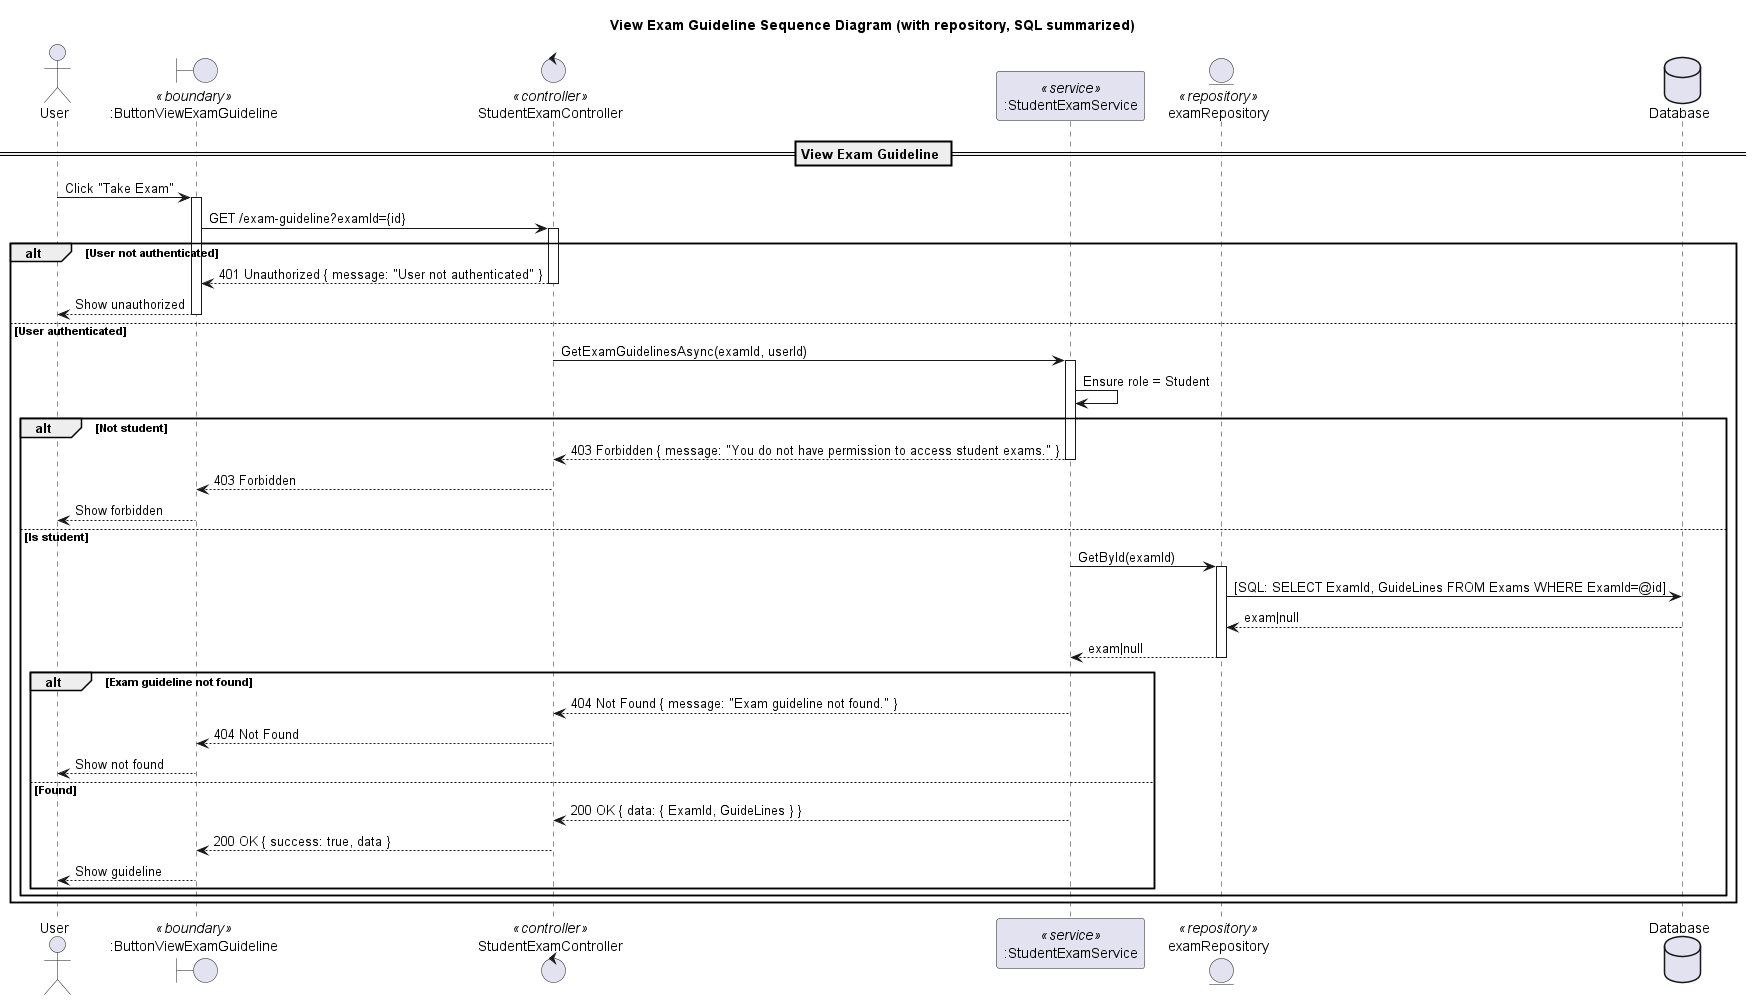 View Exam Guideline Sequence Diagram (with repository, SQL summarized)
User
«boundary»
:ButtonViewExamGuideline
«controller»
StudentExamController
«service»
:StudentExamService
«repository»
examRepository
Database
View Exam Guideline
Click "Take Exam"
GET /exam-guideline?examId={id}
alt
[User not authenticated]
401 Unauthorized { message: "User not authenticated" }
Show unauthorized
[User authenticated]
GetExamGuidelinesAsync(examId, userId)
Ensure role = Student
alt
[Not student]
403 Forbidden { message: "You do not have permission to access student exams." }
403 Forbidden
Show forbidden
[Is student]
GetById(examId)
[SQL: SELECT ExamId, GuideLines FROM Exams WHERE ExamId=@id]
exam|null
exam|null
alt
[Exam guideline not found]
404 Not Found { message: "Exam guideline not found." }
404 Not Found
Show not found
[Found]
200 OK { data: { ExamId, GuideLines } }
200 OK { success: true, data }
Show guideline
User
«boundary»
:ButtonViewExamGuideline
«controller»
StudentExamController
«service»
:StudentExamService
«repository»
examRepository
Database